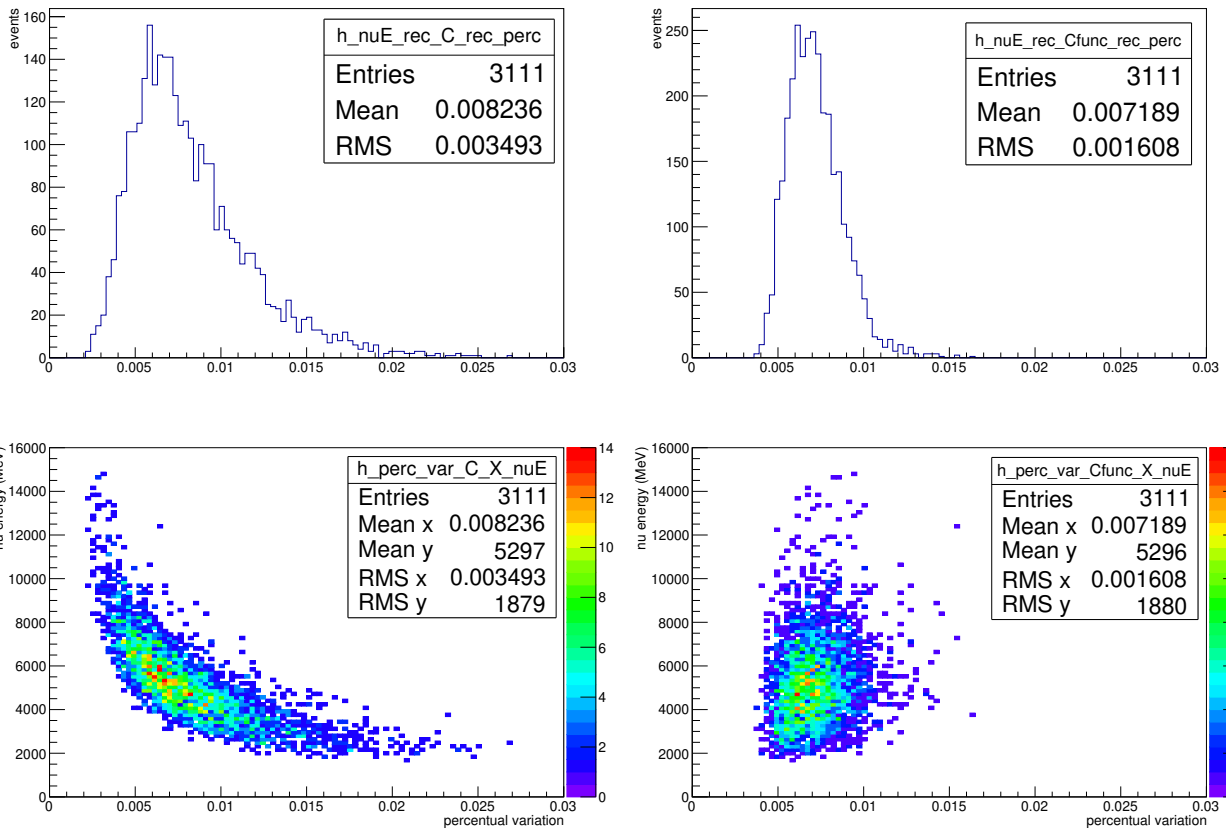 h_nuE_rec_C_rec_perc
Entries 3111
Mean 0.008236
RMS 0.003493
events
160
140
120
100
80
60
40
20
0
0 0.005 0.01 0.015 0.02 0.025 0.03
h_nuE_rec_Cfunc_rec_perc
Entries 3111
Mean 0.007189
RMS 0.001608
events
250
200
150
100
50
0
0 0.005 0.01 0.015 0.02 0.025 0.03
h_perc_var_C_X_nuE
Entries 3111
Mean x 0.008236
Mean y 5297
RMS x 0.003493
RMS y 1879
nu energy (MeV)
16000
14000
12000
10000
8000
6000
4000
2000
0
0 0.005 0.01 0.015 0.02 0.025 0.03
percentual variation
14
12
10
8
6
4
2
0
h_perc_var_Cfunc_X_nuE
Entries 3111
Mean x 0.007189
Mean y 5296
RMS x 0.001608
RMS y 1880
nu energy (MeV)
16000
14000
12000
10000
8000
6000
4000
2000
0
0 0.005 0.01 0.015 0.02 0.025 0.03
percentual variation